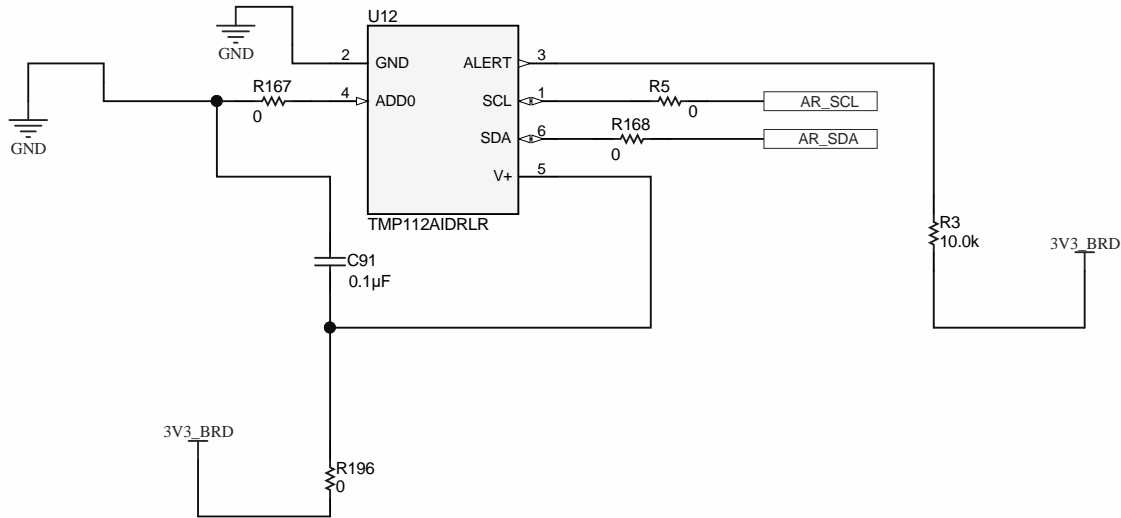 U12
GND
2
GND
ALERT
3
GND
R167
0
4
ADD0
SCL
1
R5
0
AR_SCL
SDA
6
R168
0
AR_SDA
V+
5
TMP112AIDRLR
R3
10.0k
3V3_BRD
C91
0.1µF
3V3_BRD
R196
0